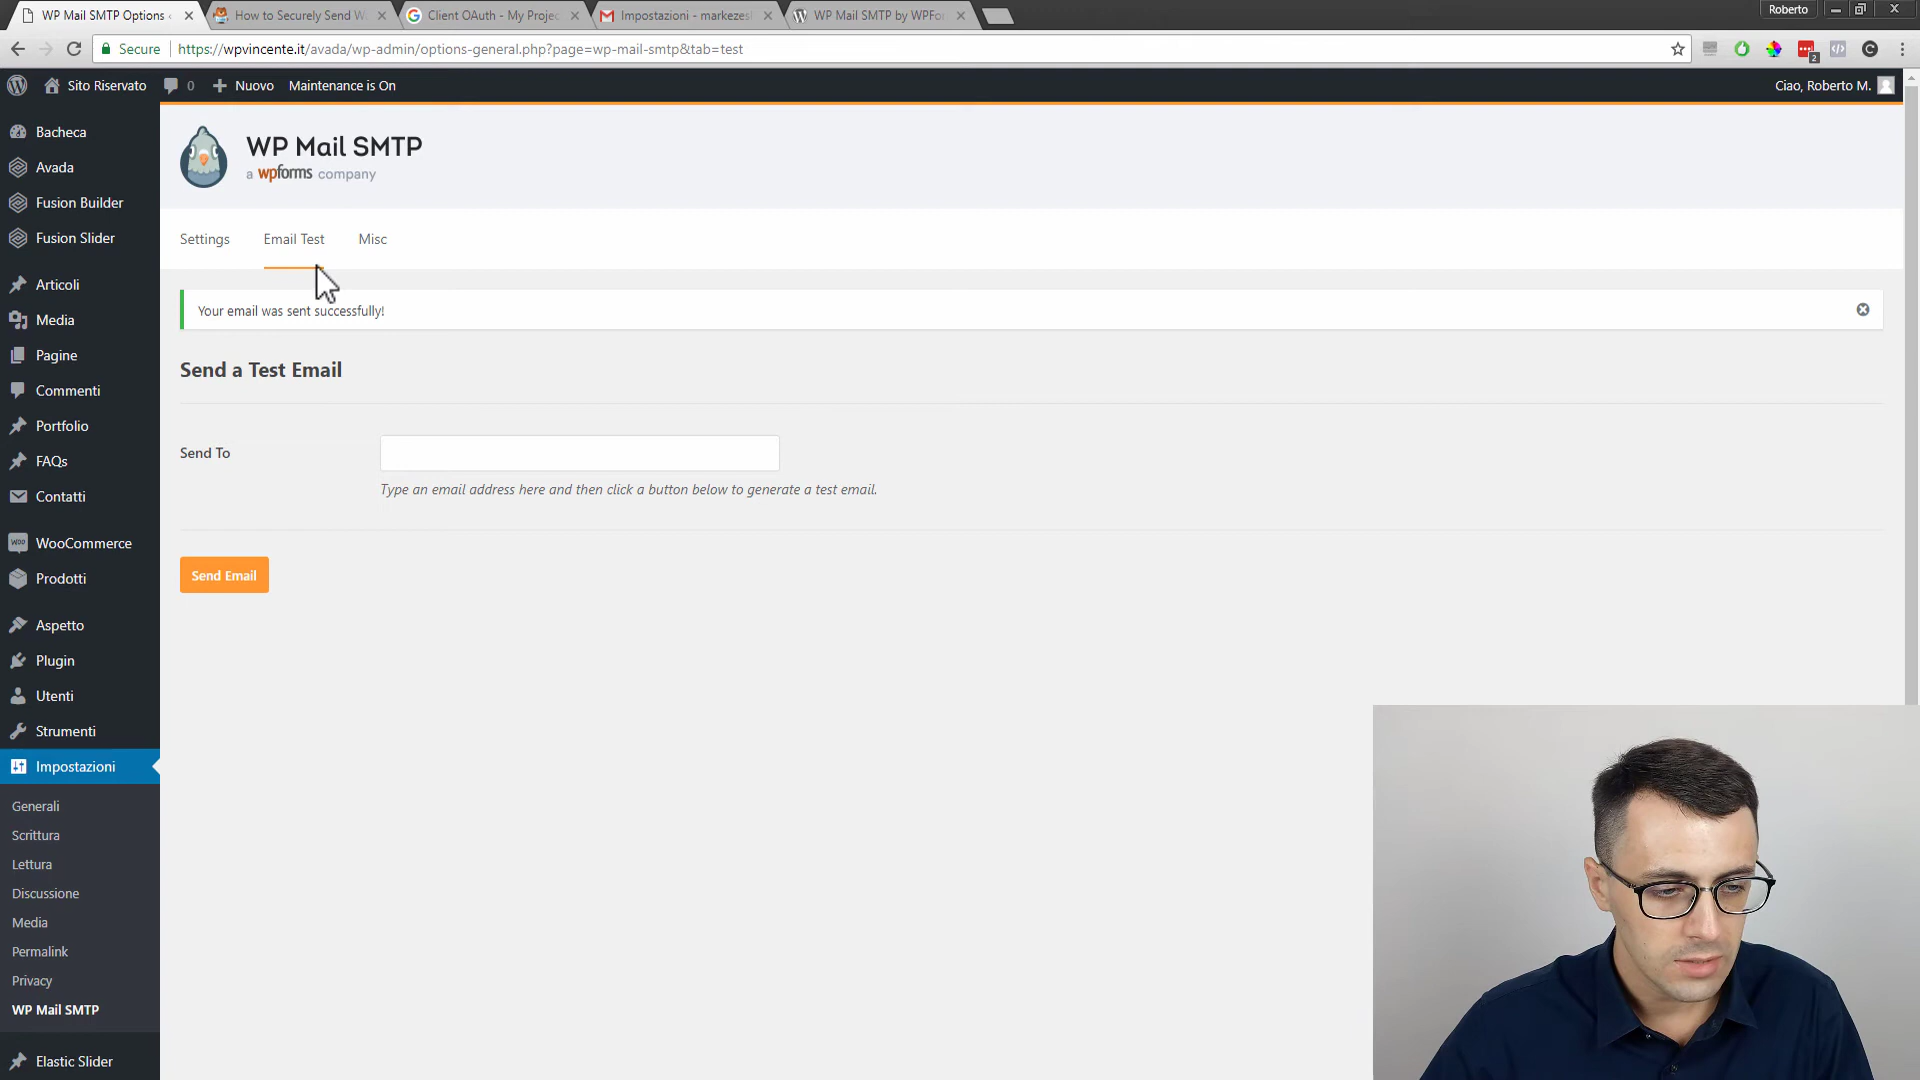 WP Mail SMTP Options
How to Securely Send W
Client OAuth - My Projec
Impostazioni - markezes
WP Mail SMTP by WPFor
Roberto
Secure
https://wpvincente.it/avada/wp-admin/options-general.php?page=wp-mail-smtp&tab=test
2
Sito Riservato
0
Nuovo
Maintenance is On
Ciao, Roberto M.
Bacheca
Avada
Fusion Builder
Fusion Slider
Articoli
Media
Pagine
Commenti
Portfolio
FAQs
Contatti
WooCommerce
Prodotti
Aspetto
Plugin
Utenti
Strumenti
Impostazioni
Generali
Scrittura
Lettura
Discussione
Media
Permalink
Privacy
WP Mail SMTP
Elastic Slider
WP Mail SMTP
a wpforms company
Settings
Email Test
Misc
Your email was sent successfully!
Send a Test Email
Send To
Type an email address here and then click a button below to generate a test email.
Send Email